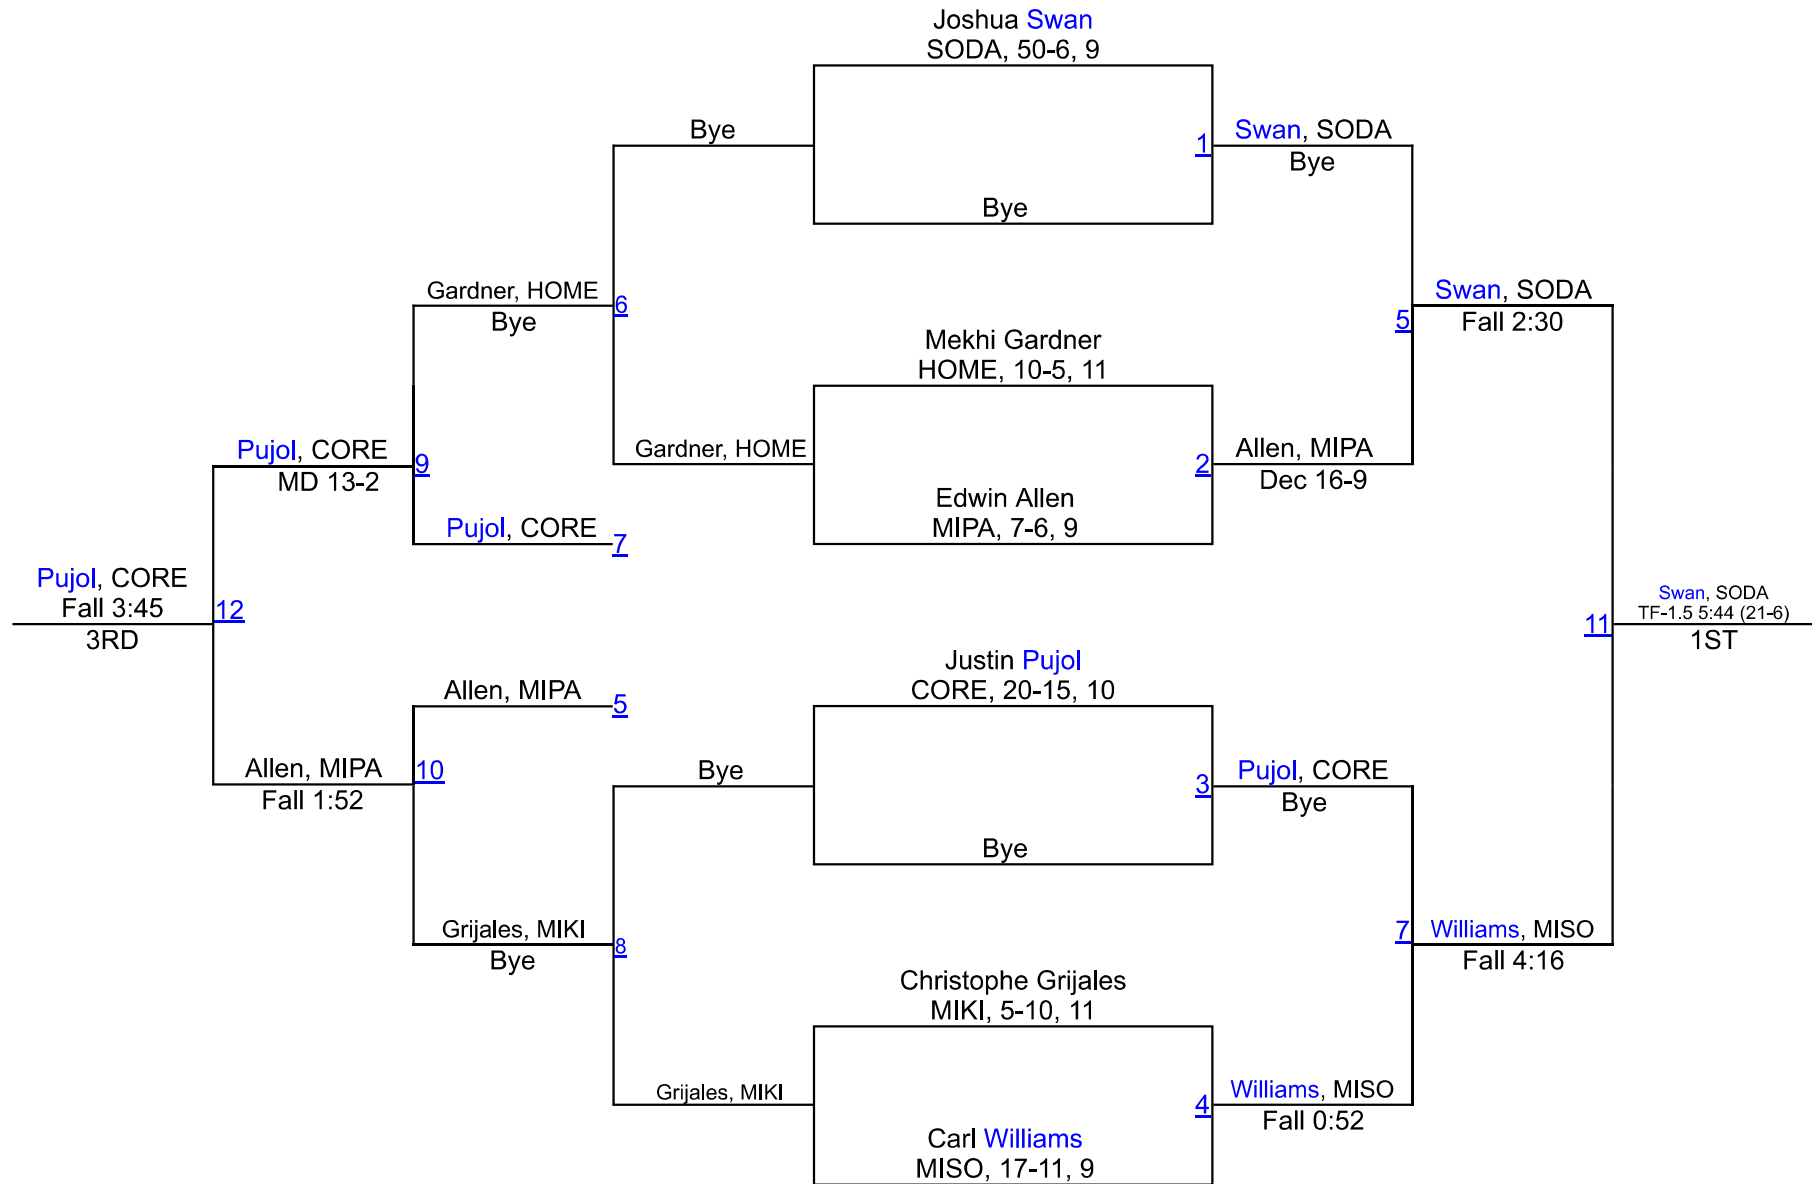 Joshua Swan
SODA, 50-6, 9
Bye
1
Swan, SODA
Bye
Bye
Gardner, HOME
Bye
6
Swan, SODA
Fall 2:30
5
Mekhi Gardner
HOME, 10-5, 11
Gardner, HOME
2
Allen, MIPA
Dec 16-9
Edwin Allen
MIPA, 7-6, 9
Pujol, CORE
MD 13-2
9
Pujol, CORE
7
Pujol, CORE
Fall 3:45
3RD
12
Swan, SODA
TF-1.5 5:44 (21-6)
1ST
11
Justin Pujol
CORE, 20-15, 10
Allen, MIPA
5
Allen, MIPA
Fall 1:52
10
Bye
3
Pujol, CORE
Bye
Bye
Grijales, MIKI
Bye
8
7
Williams, MISO
Fall 4:16
Christophe Grijales
MIKI, 5-10, 11
Grijales, MIKI
4
Williams, MISO
Fall 0:52
Carl Williams
MISO, 17-11, 9